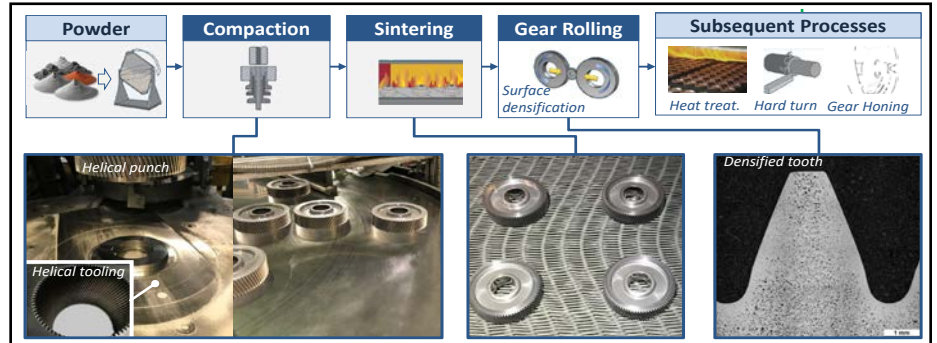 Powder
Compaction
Sintering
Gear Rolling
Subsequent Processes
Surface
densification
Heat treat.
Hard turn
Gear Honing
Helical punch
Helical tooling
Densified tooth
1 mm